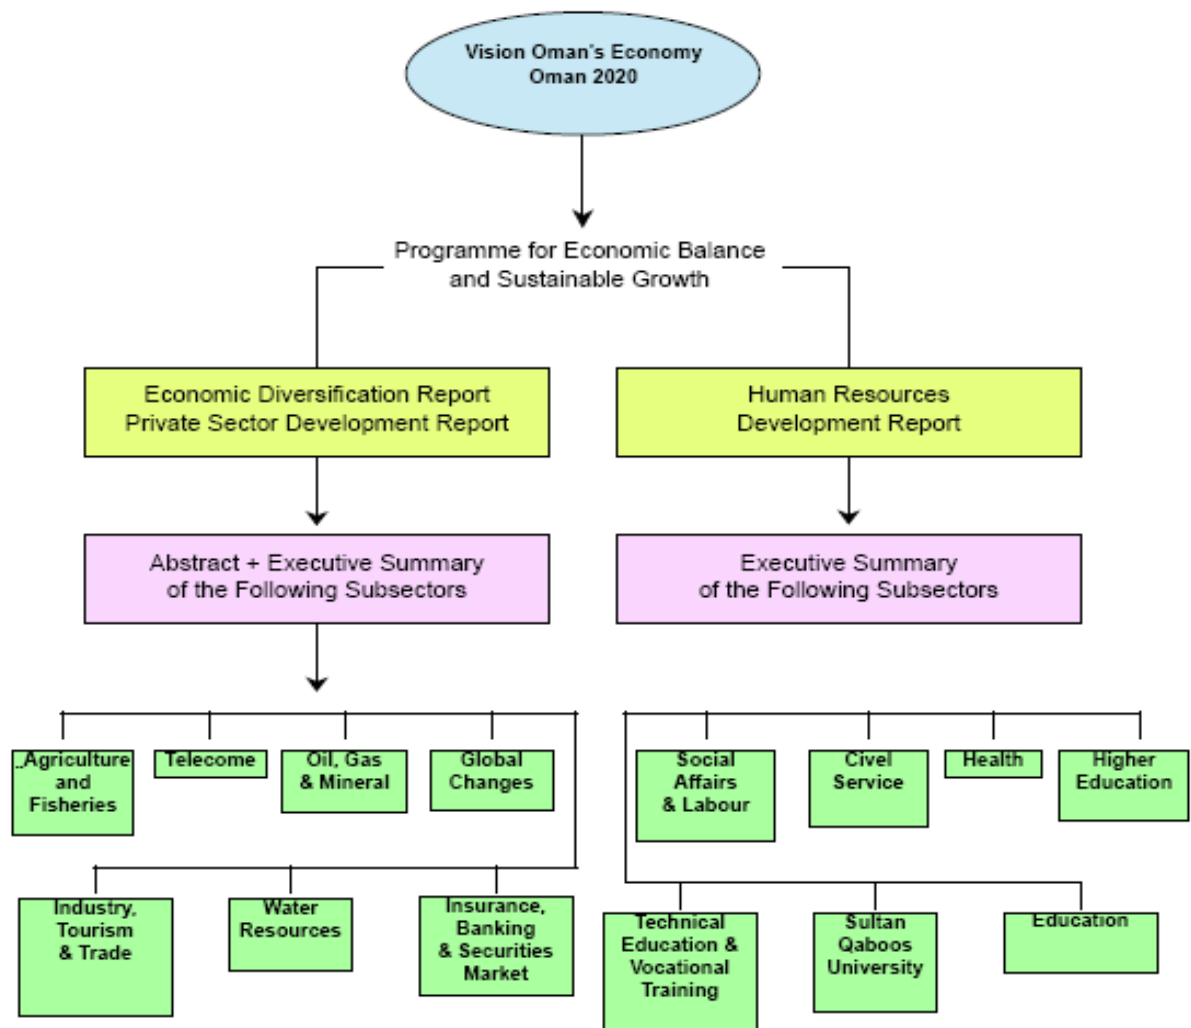 Vision Oman's Economy
Oman 2020
Programme for Economic Balance
and Sustainable Growth
Economic Diversification Report
Private Sector Development Report
Human Resources
Development Report
Abstract + Executive Summary
of the Following Subsectors
Executive Summary
of the Following Subsectors
..Agriculture
and
Fisheries
Telecome
Oil, Gas
& Mineral
Global
Changes
Social
Affairs
& Labour
Civel
Service
Health
Higher
Education
Industry,
Tourism
& Trade
Water
Resources
Insurance,
Banking
& Securities
Market
Technical
Education &
Vocational
Training
Sultan
Qaboos
University
Education